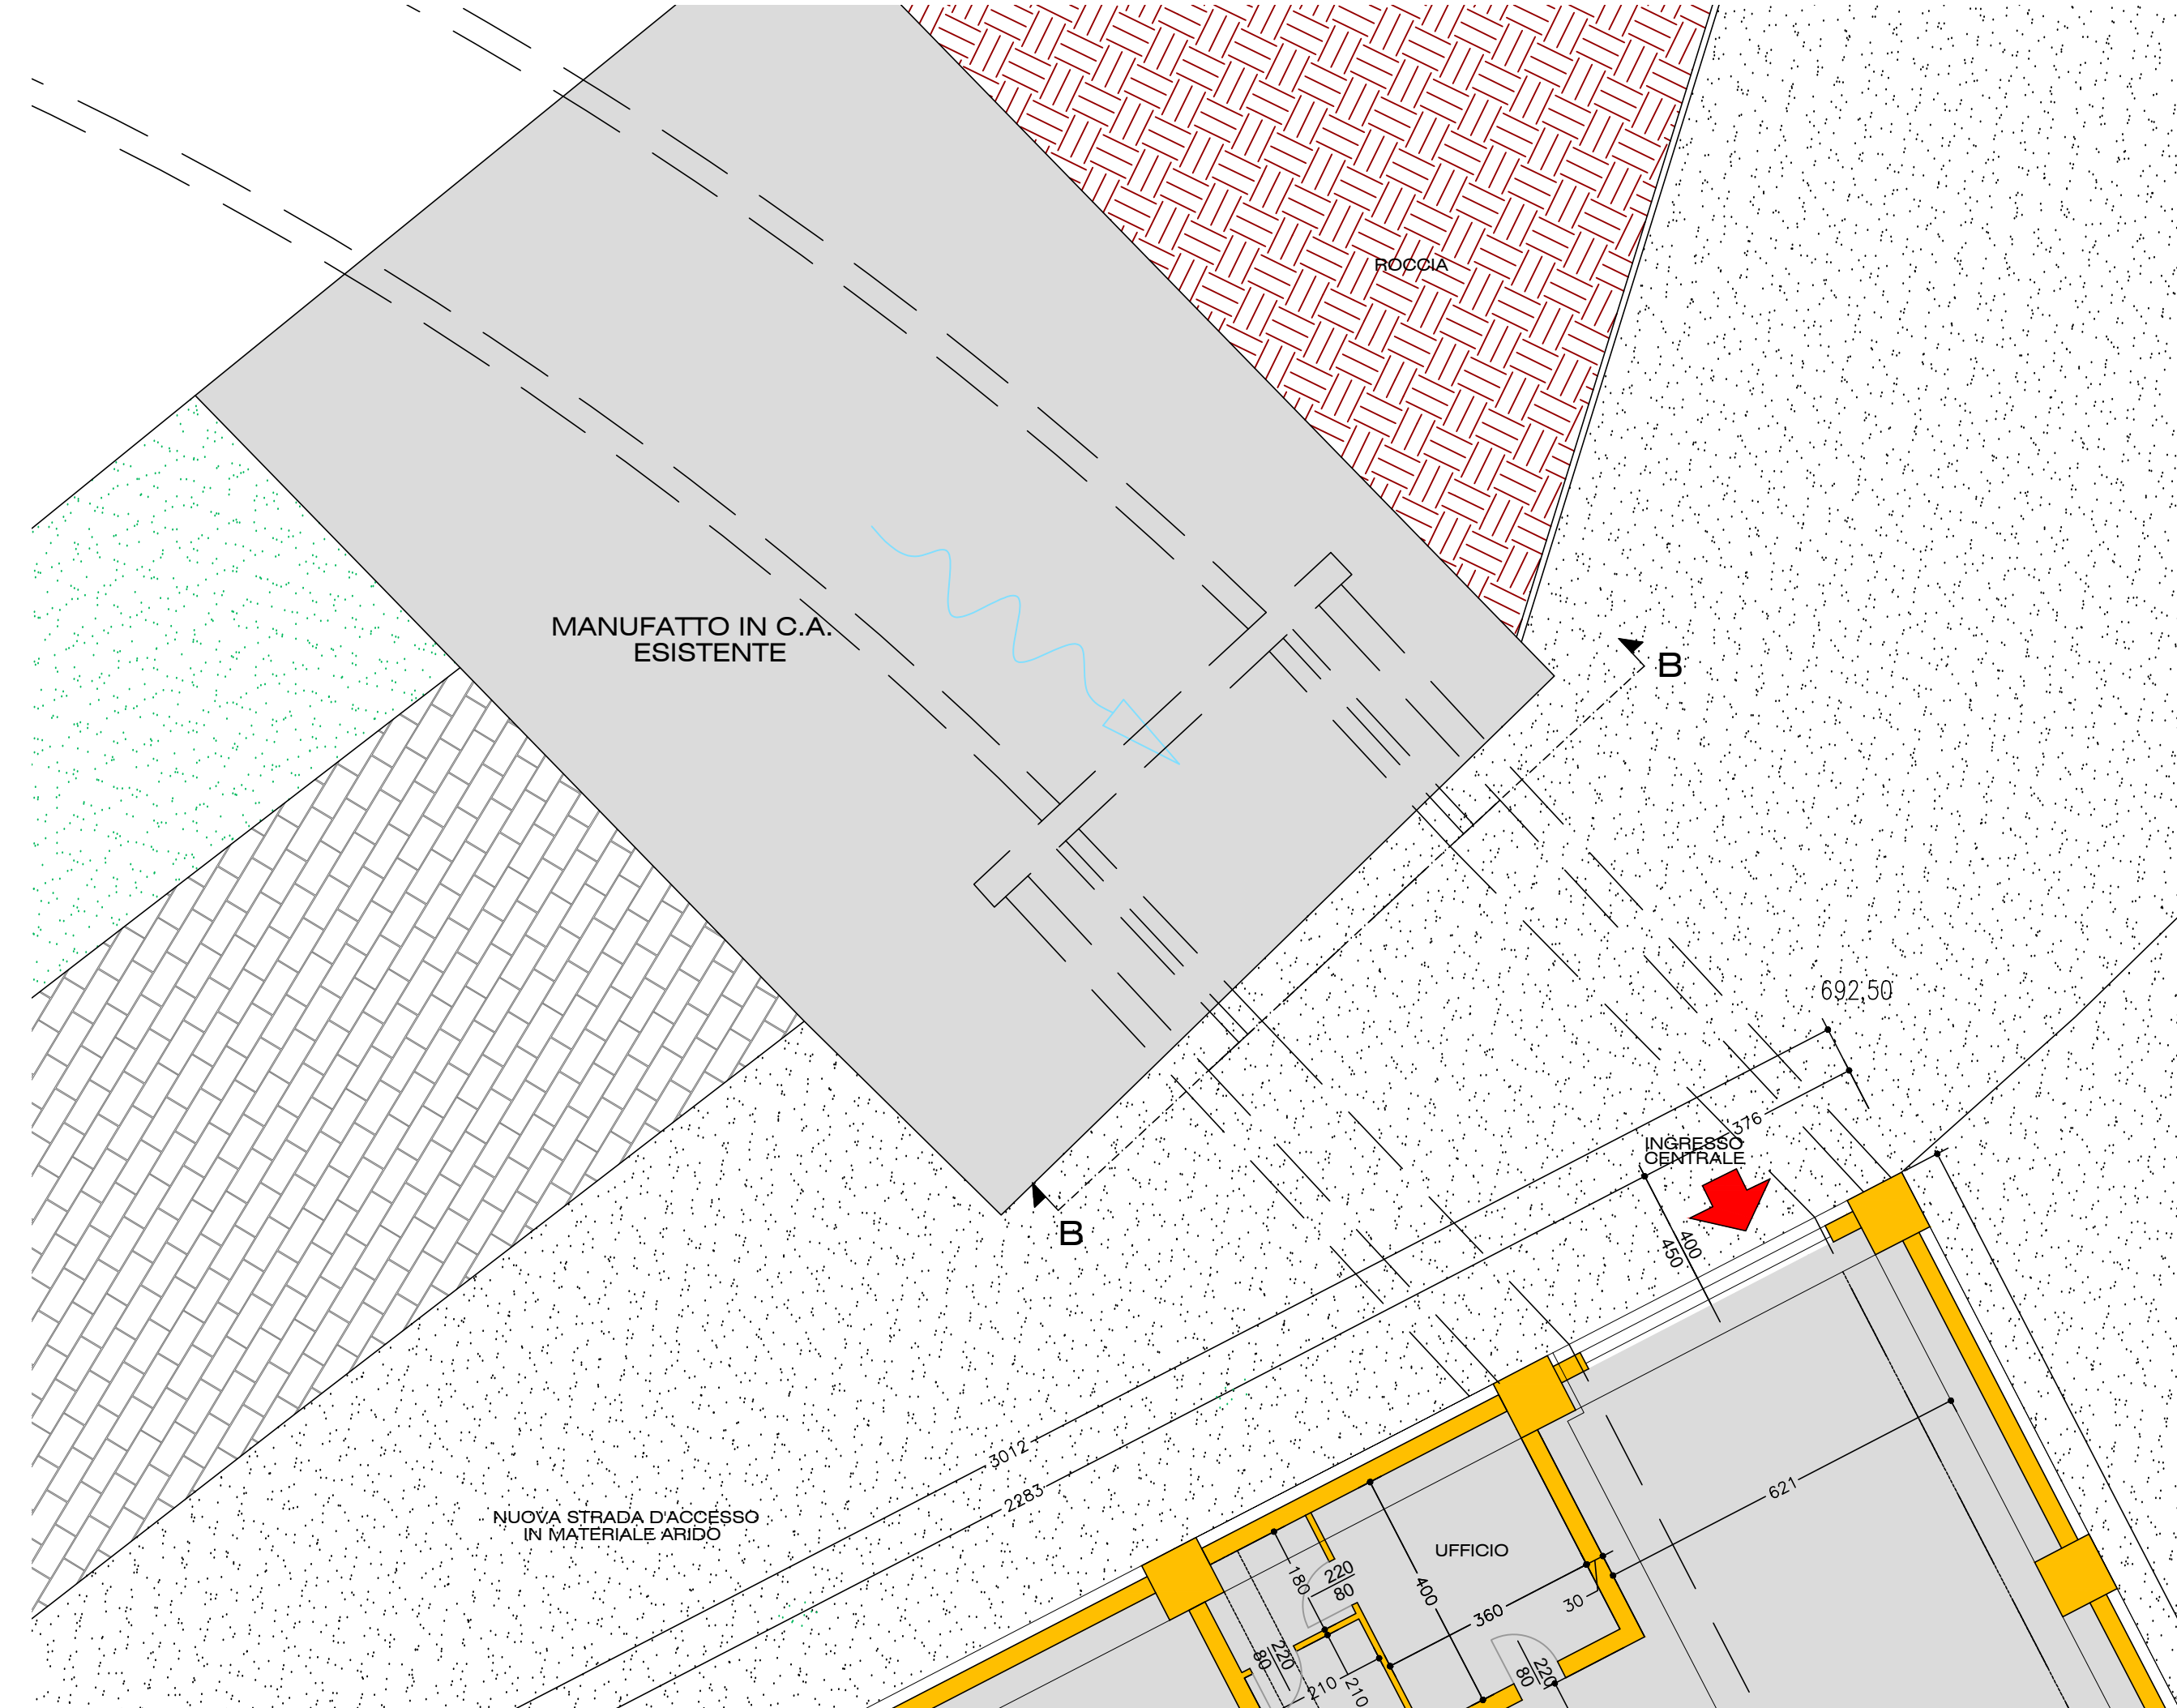 ROCCIA
MANUFATTO IN C.A.
ESISTENTE
B
692,50
376
INGRESSO
CENTRALE
B
400
450
3012
2283
621
NUOVA STRADA D'ACCESSO
IN MATERIALE ARIDO
UFFICIO
180
220
80
400
360
30
220
80
220
80
210
210